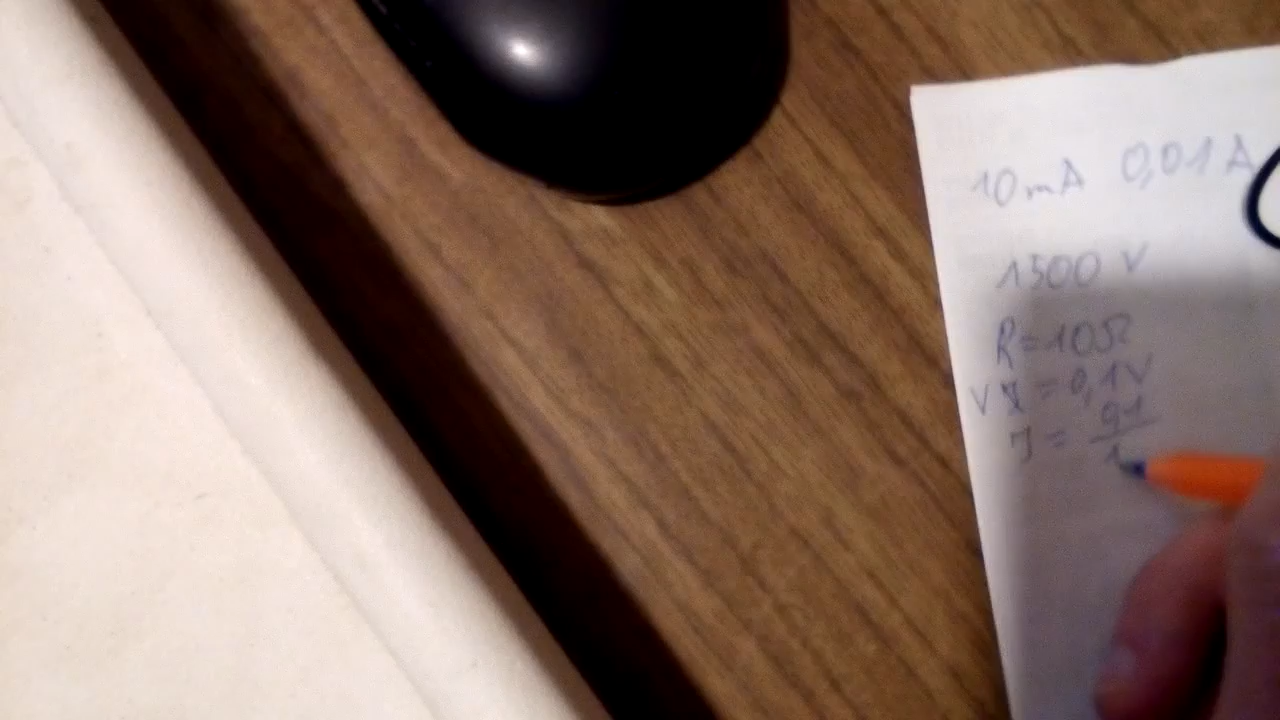 10mA 0,01A
1500 V
R=10Ω
V = 0,1V
J = 0,1
1